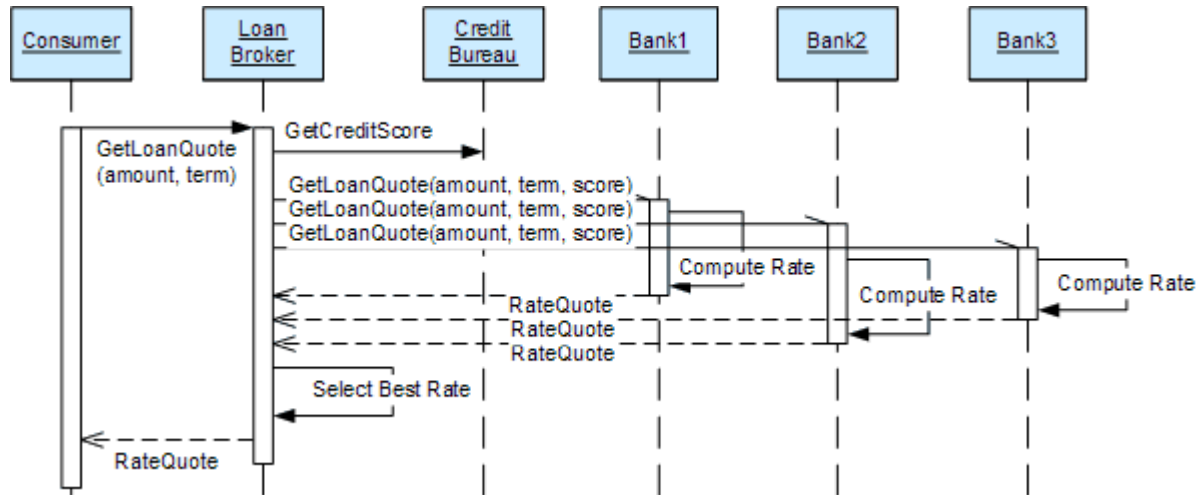 Consumer
Loan
Broker
Credit
Bureau
Bank1
Bank2
Bank3
GetLoanQuote
(amount, term)
GetCreditScore
GetLoanQuote(amount, term, score)
GetLoanQuote(amount, term, score)
GetLoanQuote(amount, term, score)
Compute Rate
Compute Rate
Compute Rate
RateQuote
RateQuote
RateQuote
Select Best Rate
RateQuote